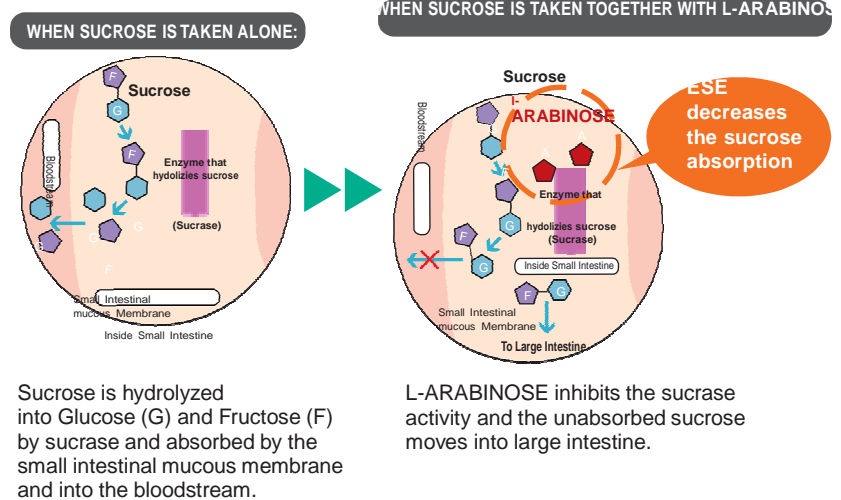 WHEN SUCROSE IS TAKEN ALONE:
Sucrose
F
G
F
Enzyme that
hydolizies sucrose
Bloodstream
G
G
F
(Sucrase)
Small Intestinal
mucous Membrane
Inside Small Intestine
Sucrose is hydrolyzed
into Glucose (G) and Fructose (F)
by sucrase and absorbed by the
small intestinal mucous membrane
and into the bloodstream.
WHEN SUCROSE IS TAKEN TOGETHER WITH L-ARABINOS
Sucrose
l-
ARABINOSE
Bloodstream
A
A
F
Enzyme that
hydolizies sucrose
(Sucrase)
G
F
G
Inside Small Intestine
F
G
Small Intestinal
mucous Membrane
To Large Intestine
ESE
decreases
the sucrose
absorption
L-ARABINOSE inhibits the sucrase
activity and the unabsorbed sucrose
moves into large intestine.